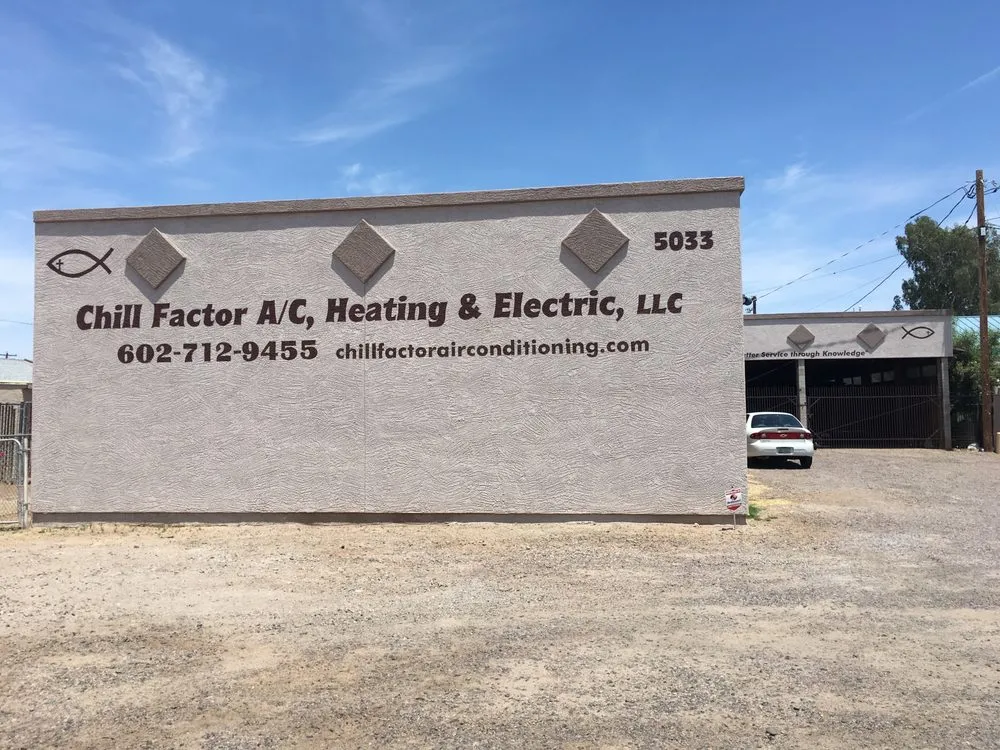 5033
Chill Factor A/C, Heating & Electric, LLC
602-712-9455 chillfactorairconditioning.com
Service through Knowledge